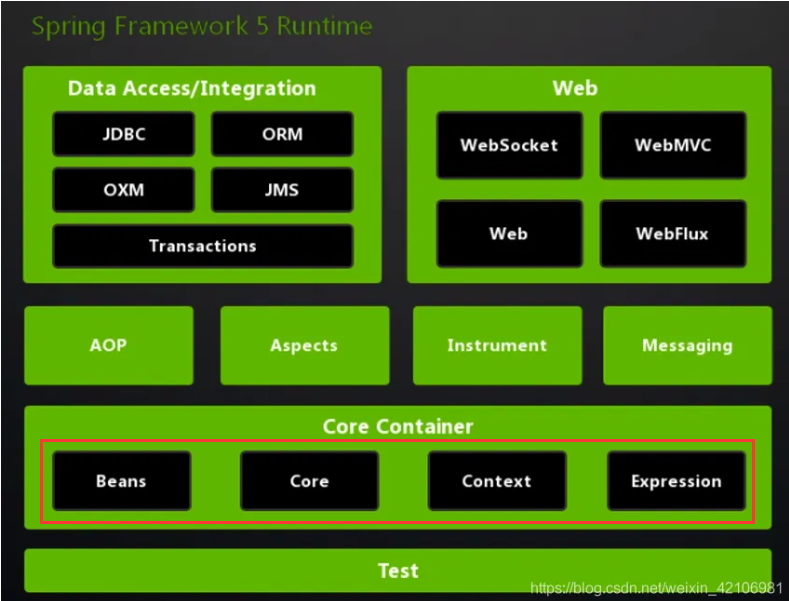 Spring Framework 5 Runtime
Data Access/Integration
JDBC
ORM
OXM
JMS
Transactions
Web
WebSocket
WebMVC
Web
WebFlux
AOP
Aspects
Instrument
Messaging
Core Container
Beans
Core
Context
Expression
Test
https://blog.csdn.net/weixin_42106981